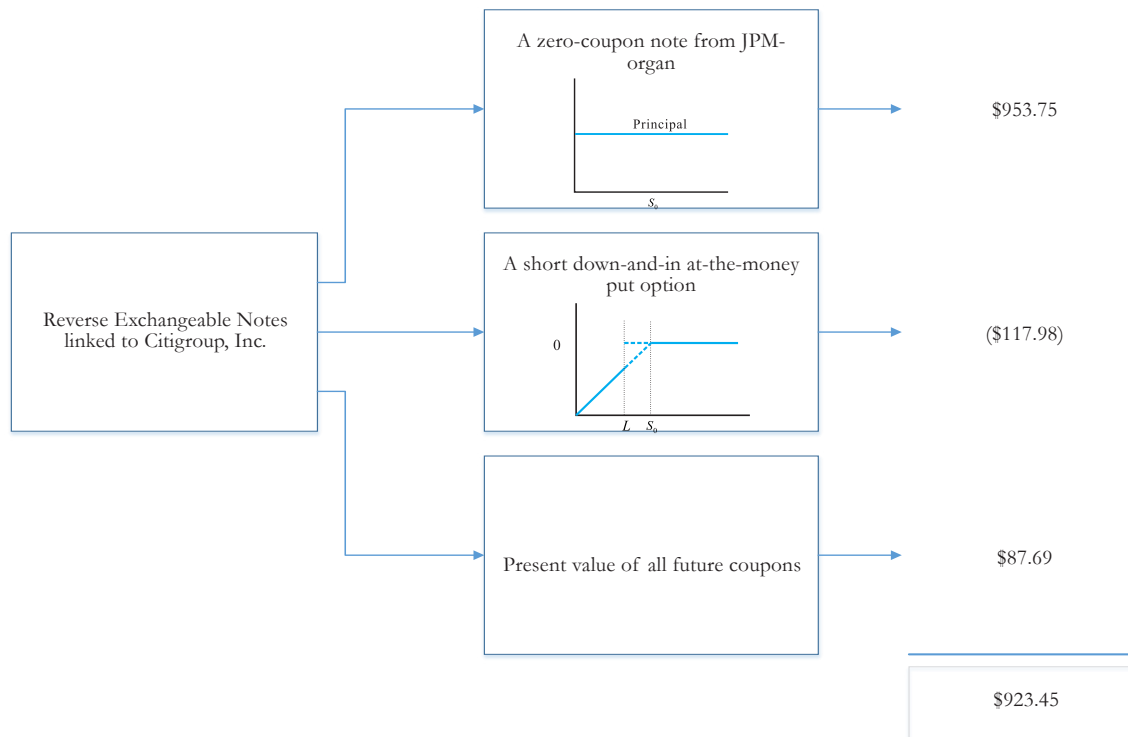 A zero-coupon note from JPM-
organ
Principal
S₀
$953.75
Reverse Exchangeable Notes
linked to Citigroup, Inc.
A short down-and-in at-the-money
put option
0
L S₀
($117.98)
Present value of all future coupons
$87.69
$923.45